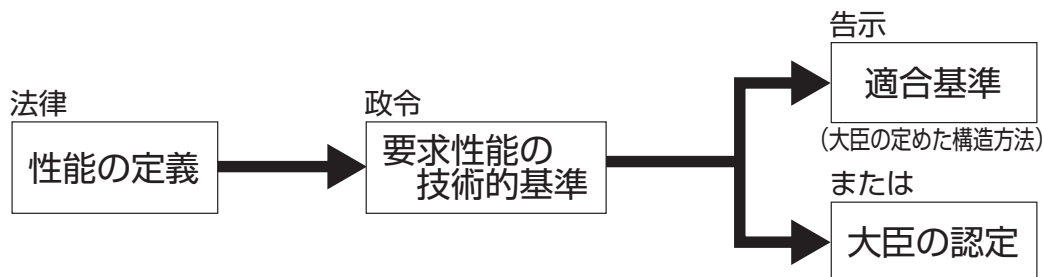 法律
性能の定義
政令
要求性能の
技術的基準
告示
適合基準
(大臣の定めた構造方法)
または
大臣の認定